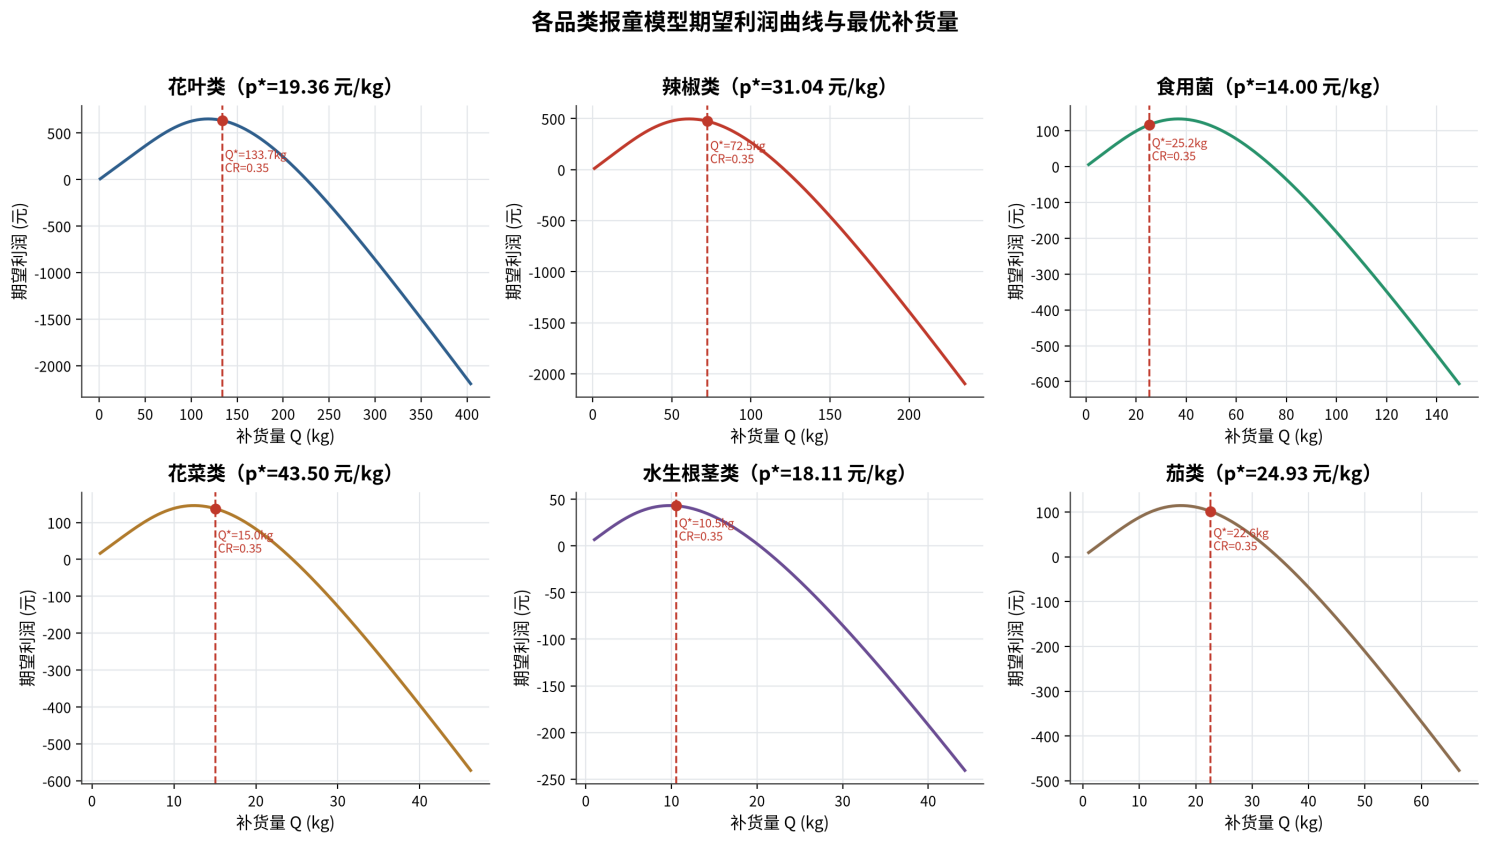 各品类报童模型期望利润曲线与最优补货量
花叶类（p*=19.36 元/kg）
期望利润 (元)
500
0
-500
-1000
-1500
-2000
Q*=133.7kg
CR=0.35
0 50 100 150 200 250 300 350 400
补货量 Q (kg)
辣椒类（p*=31.04 元/kg）
期望利润 (元)
500
0
-500
-1000
-1500
-2000
Q*=72.5kg
CR=0.35
0 50 100 150 200
补货量 Q (kg)
食用菌（p*=14.00 元/kg）
期望利润 (元)
100
0
-100
-200
-300
-400
-500
-600
Q*=25.2kg
CR=0.35
0 20 40 60 80 100 120 140
补货量 Q (kg)
花菜类（p*=43.50 元/kg）
期望利润 (元)
100
0
-100
-200
-300
-400
-500
-600
Q*=15.0kg
CR=0.35
0 10 20 30 40
补货量 Q (kg)
水生根茎类（p*=18.11 元/kg）
期望利润 (元)
50
0
-50
-100
-150
-200
-250
Q*=10.5kg
CR=0.35
0 10 20 30 40
补货量 Q (kg)
茄类（p*=24.93 元/kg）
期望利润 (元)
100
0
-100
-200
-300
-400
-500
Q*=22.6kg
CR=0.35
0 10 20 30 40 50 60
补货量 Q (kg)